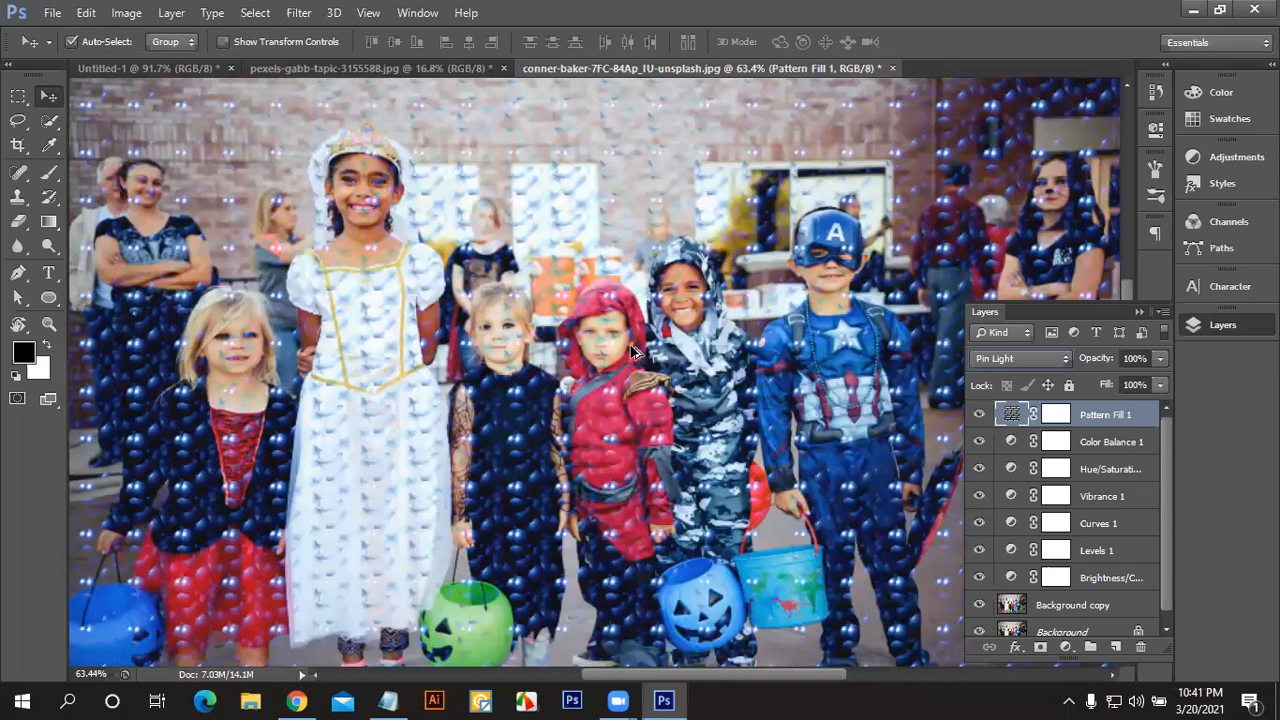 Ps File Edit Image Layer Type Select Filter 3D View Window Help
Auto-Select: Group Show Transform Controls 3D Mode: Essentials
Untitled-1 @ 91.7% (RGB/8) * × pexels-gabb-tapic-3155588.jpg @ 16.8% (RGB/8) * × conner-baker-7FC-84Ap_IU-unsplash.jpg @ 63.4% (Pattern Fill 1, RGB/8) * ×
Color
Swatches
Adjustments
Styles
Channels
Paths
Character
Layers
A
Layers
Kind
Pin Light Opacity: 100%
Lock: Fill: 100%
Pattern Fill 1
Color Balance 1
Hue/Saturati...
Vibrance 1
Curves 1
Levels 1
Brightness/C...
Background copy
Background
63.44% Doc: 7.03M/14.1M
Ai Ps Ps
10:41 PM
3/20/2021
1